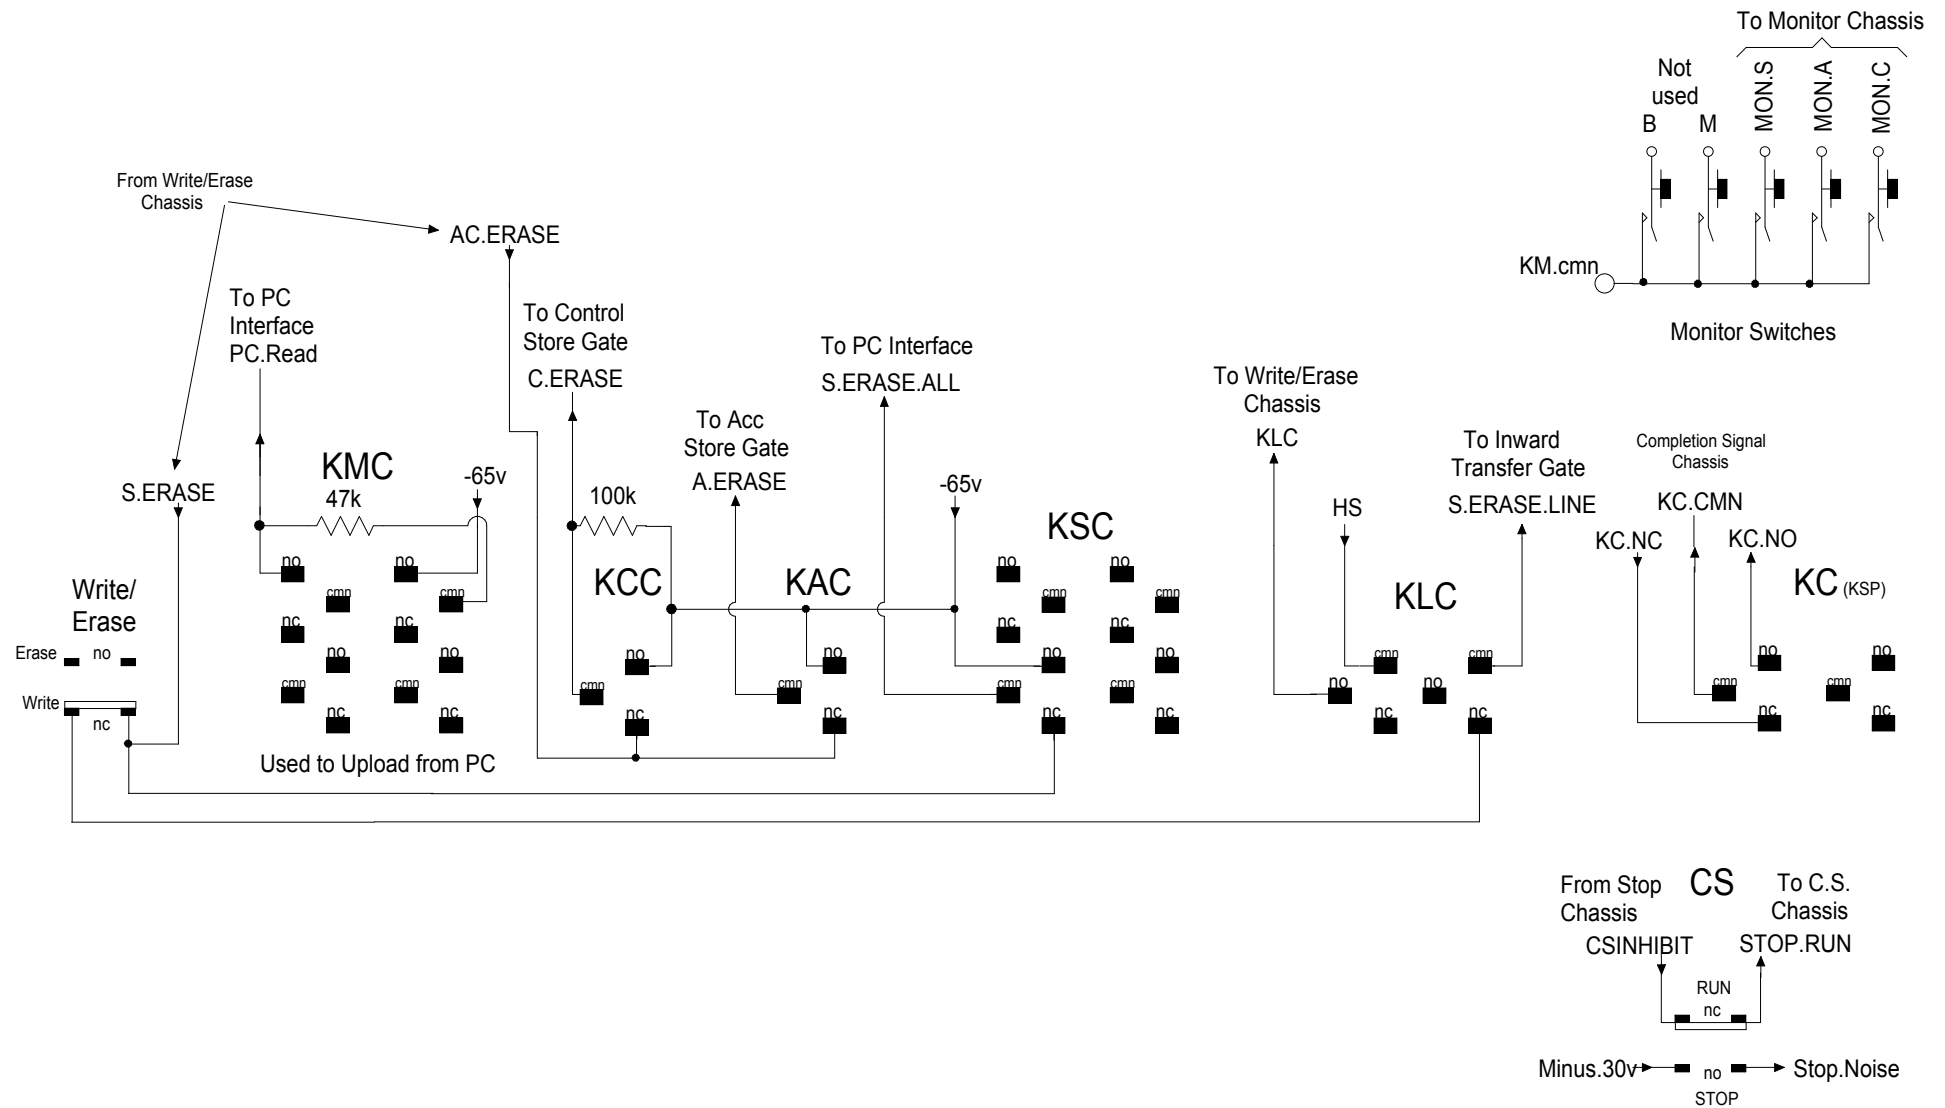 To Monitor Chassis
Not
used
B
M
MON.S
MON.A
MON.C
KM.cmn
Monitor Switches
From Write/Erase
Chassis
AC.ERASE
To PC
Interface
PC.Read
To Control
Store Gate
C.ERASE
To PC Interface
S.ERASE.ALL
To Acc
Store Gate
A.ERASE
To Write/Erase
Chassis
KLC
To Inward
Transfer Gate
S.ERASE.LINE
Completion Signal
Chassis
KC.CMN
KC.NC
KC.NO
S.ERASE
KMC
47k
-65v
100k
-65v
HS
KSC
KCC
KAC
KLC
KC (KSP)
Write/
Erase
Erase
no
Write
nc
no
no
cmn
cmn
nc
nc
no
no
cmn
cmn
nc
nc
Used to Upload from PC
no
cmn
nc
no
cmn
nc
no
no
cmn
cmn
nc
nc
no
no
cmn
cmn
nc
nc
cmn
cmn
no
no
nc
nc
no
no
cmn
cmn
nc
nc
From Stop
Chassis
CS
To C.S.
Chassis
CSINHIBIT
STOP.RUN
RUN
nc
Minus.30v
no
Stop.Noise
STOP